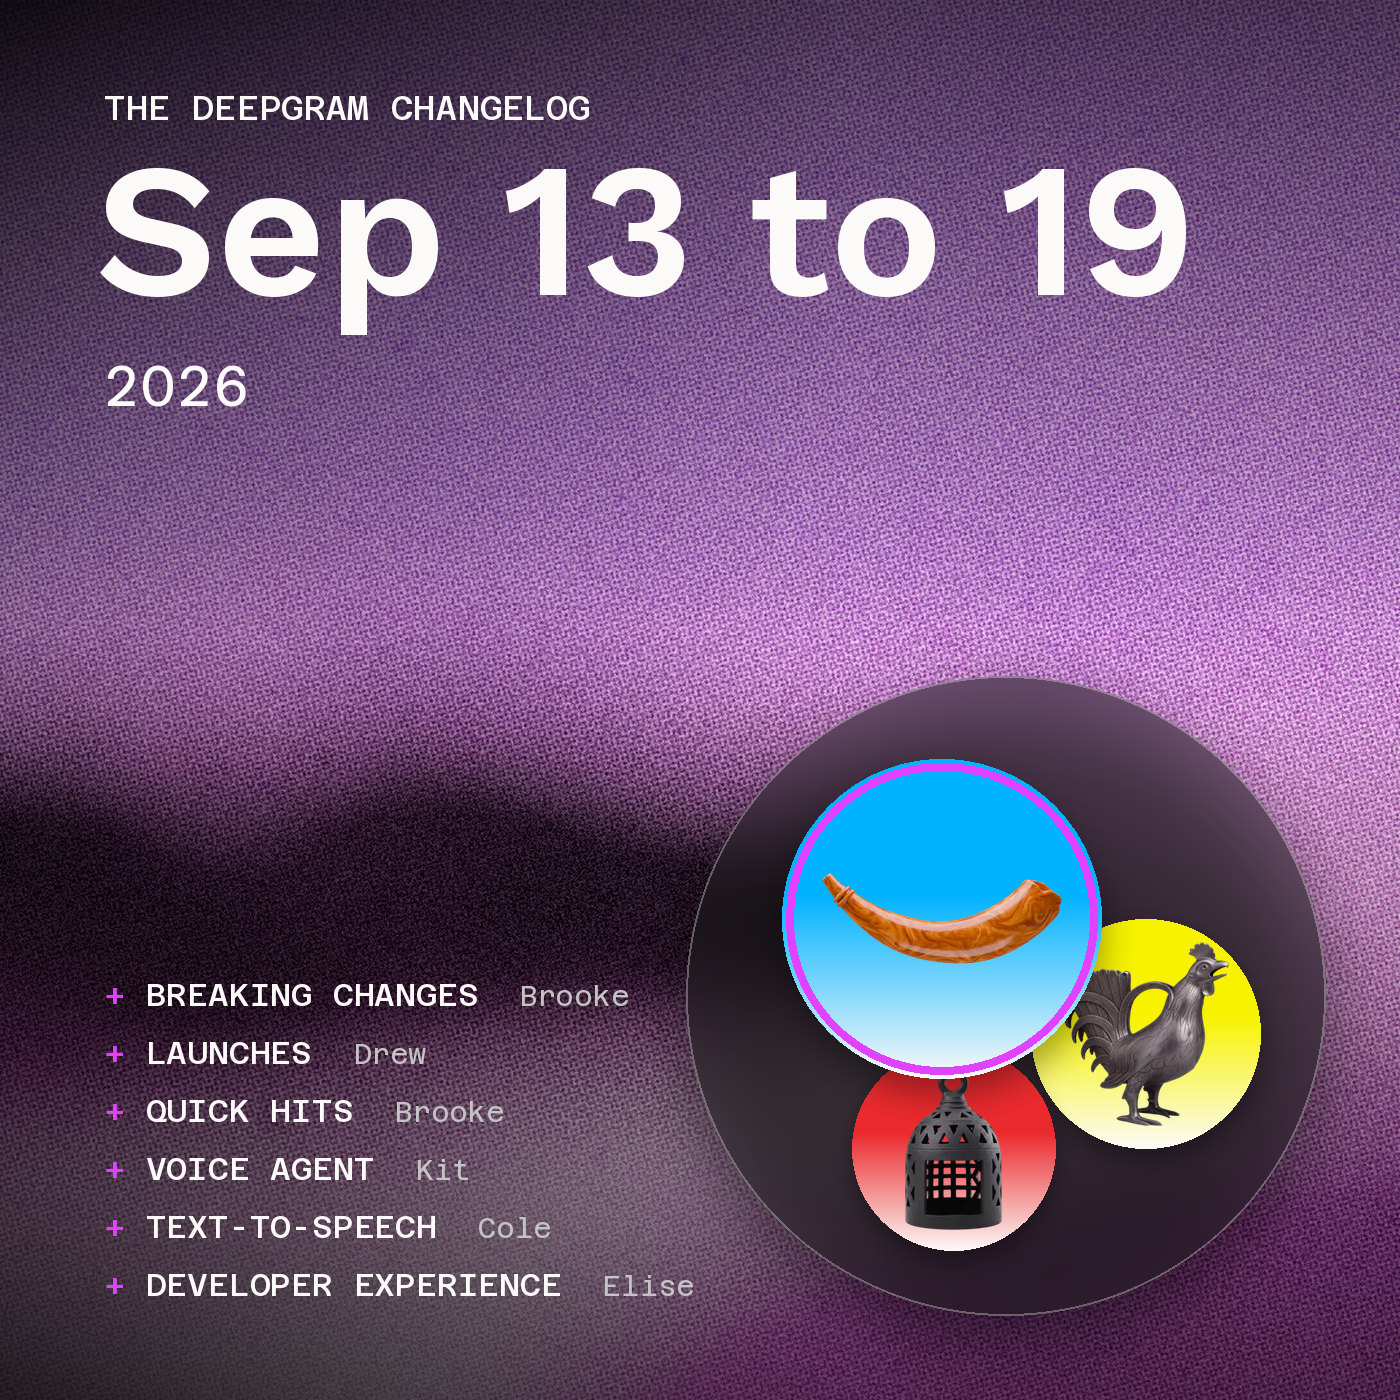 THE DEEPGRAM CHANGELOG
Sep 13 to 19
2026
+ BREAKING CHANGES Brooke
+ LAUNCHES Drew
+ QUICK HITS Brooke
+ VOICE AGENT Kit
+ TEXT-TO-SPEECH Cole
+ DEVELOPER EXPERIENCE Elise